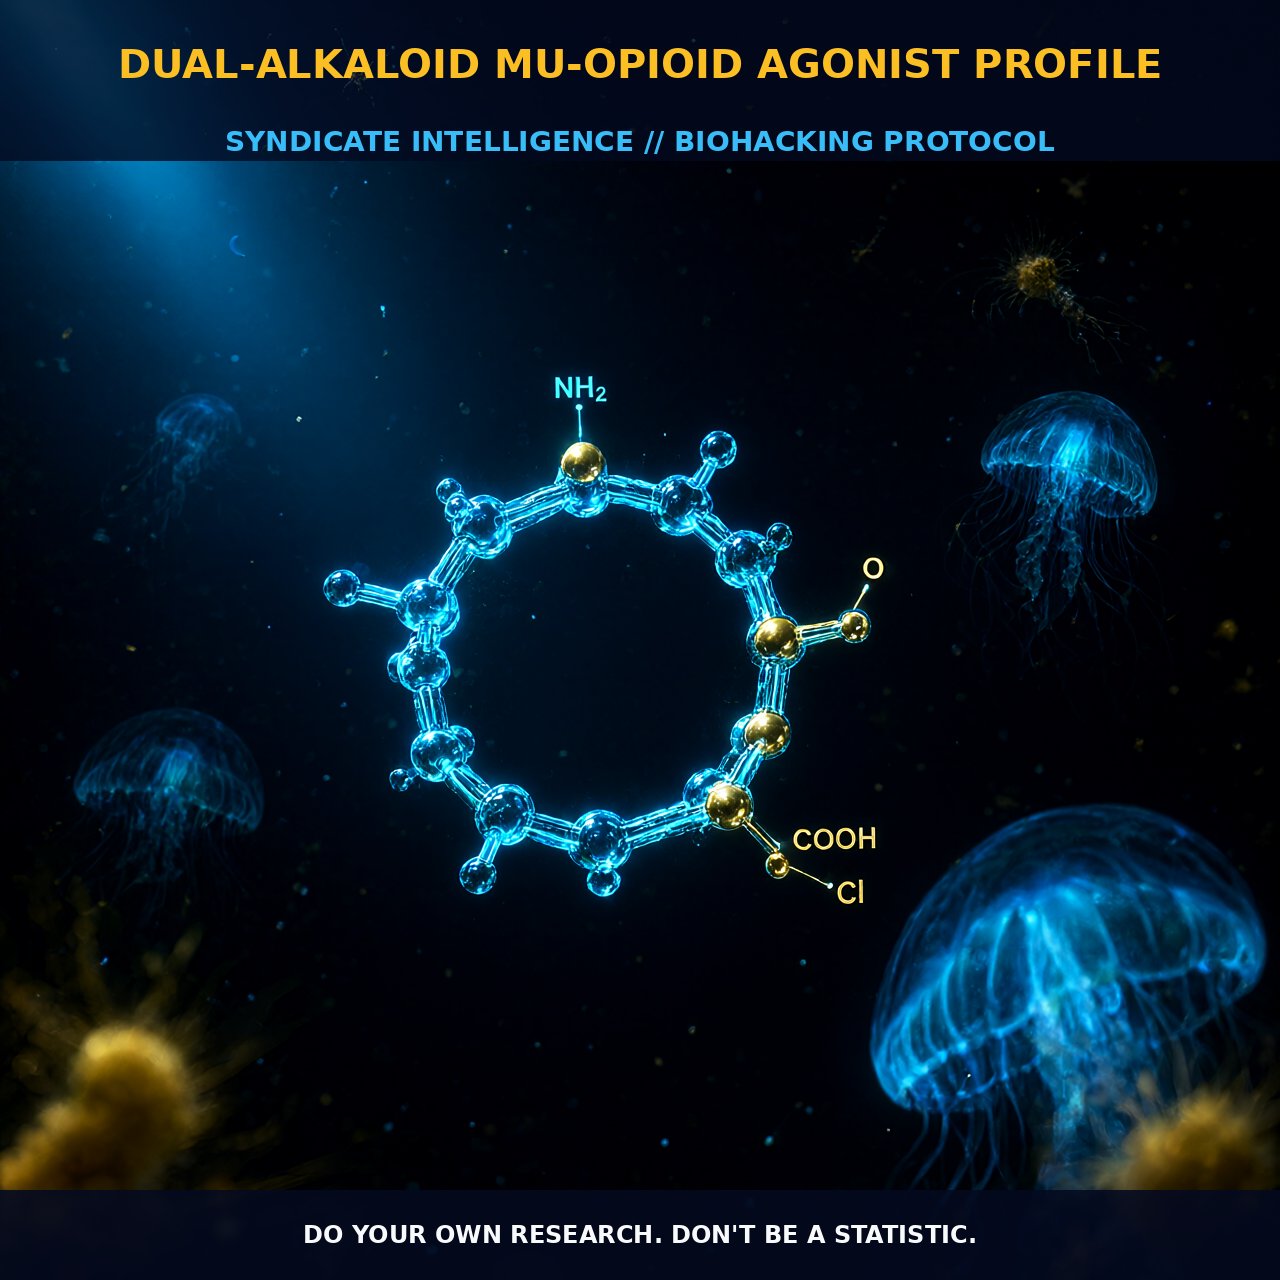 DUAL-ALKALOID MU-OPIOID AGONIST PROFILE
SYNDICATE INTELLIGENCE // BIOHACKING PROTOCOL
NH₂
O
COOH
Cl
DO YOUR OWN RESEARCH. DON'T BE A STATISTIC.